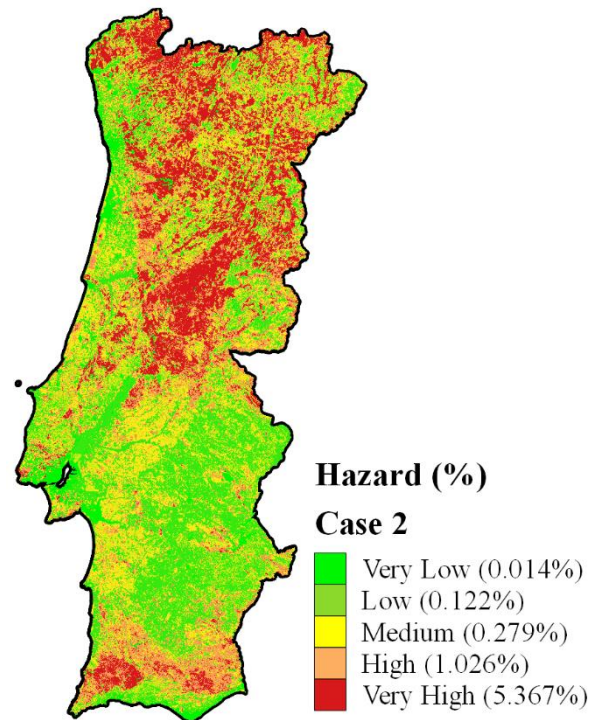 Hazard (%)
Case 2
Very Low (0.014%)
Low (0.122%)
Medium (0.279%)
High (1.026%)
Very High (5.367%)